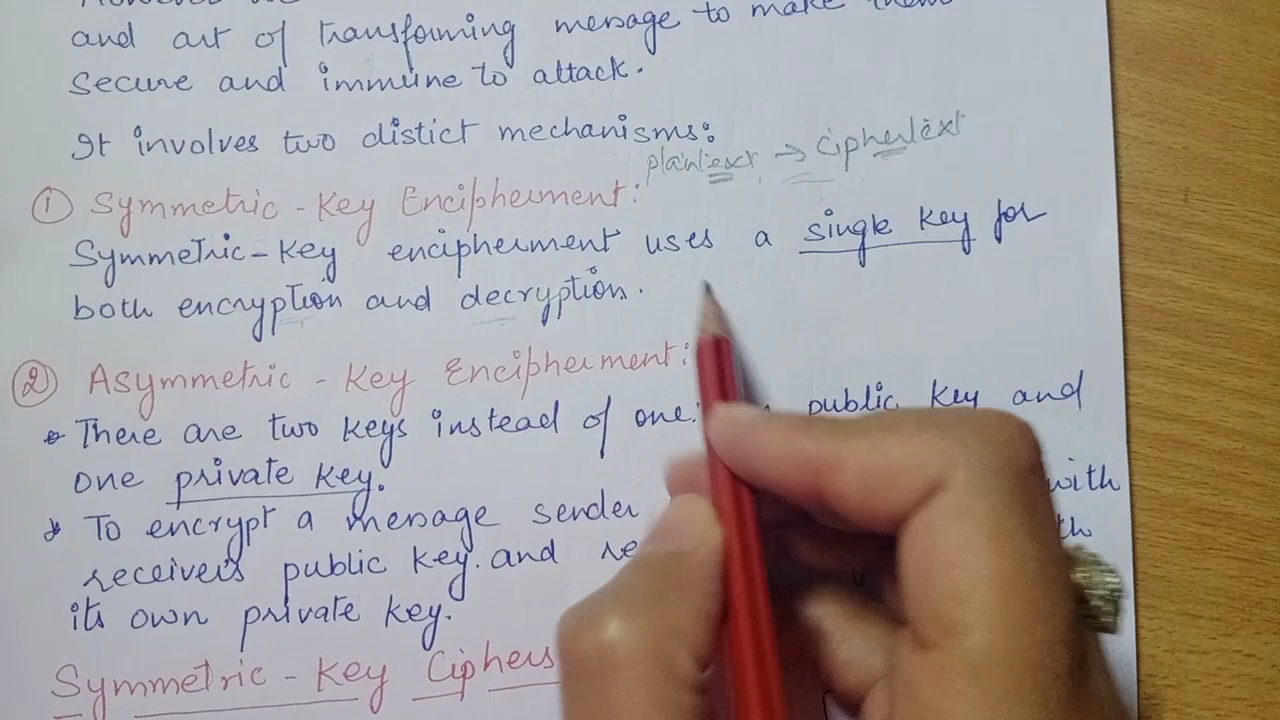 and art of transforming message to make them
secure and immune to attack.
It involves two distict mechanisms:
plaintext → ciphertext
① Symmetric - Key Encipherment:
Symmetric - Key encipherment uses a single key for
both encryption and decryption.
② Asymmetric - Key Encipherment:
There are two keys instead of one: public key and
one private key.
To encrypt a message sender with
receiver's public key. and
its own private key.
Symmetric - Key Ciphers